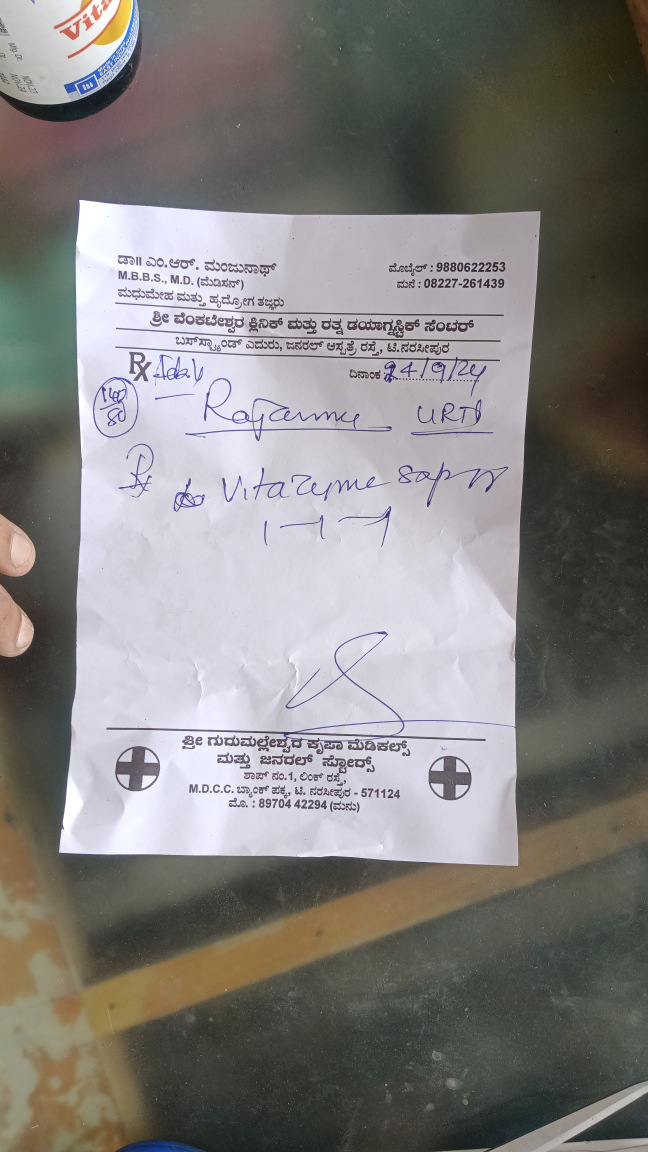 Vita
ಡಾ॥ ಎಂ.ಆರ್. ಮಂಜುನಾಥ್
M.B.B.S., M.D. (ಮೆಡಿಸನ್)
ಮಧುಮೇಹ ಮತ್ತು ಹೃದ್ರೋಗ ತಜ್ಞರು
ಮೊಬೈಲ್ : 9880622253
ಮನೆ : 08227-261439
ಶ್ರೀ ವೆಂಕಟೇಶ್ವರ ಕ್ಲಿನಿಕ್ ಮತ್ತು ರತ್ನ ಡಯಾಗ್ನಸ್ಟಿಕ್ ಸೆಂಟರ್
ಬಸ್‌ಸ್ಟ್ಯಾಂಡ್ ಎದುರು, ಜನರಲ್ ಆಸ್ಪತ್ರೆ ರಸ್ತೆ, ಟಿ.ನರಸೀಪುರ
Rx
ದಿನಾಂಕ 24/9/24
140/80
URTI
Rx Vitazyme
1-1-1
ಶ್ರೀ ಗುರುಮಲ್ಲೇಶ್ವರ ಕೃಪಾ ಮೆಡಿಕಲ್ಸ್
ಮತ್ತು ಜನರಲ್ ಸ್ಟೋರ್ಸ್
ಶಾಪ್ ನಂ.1, ಲಿಂಕ್ ರಸ್ತೆ,
M.D.C.C. ಬ್ಯಾಂಕ್ ಪಕ್ಕ, ಟಿ. ನರಸೀಪುರ - 571124
ಮೊ. : 89704 42294 (ಮನು)